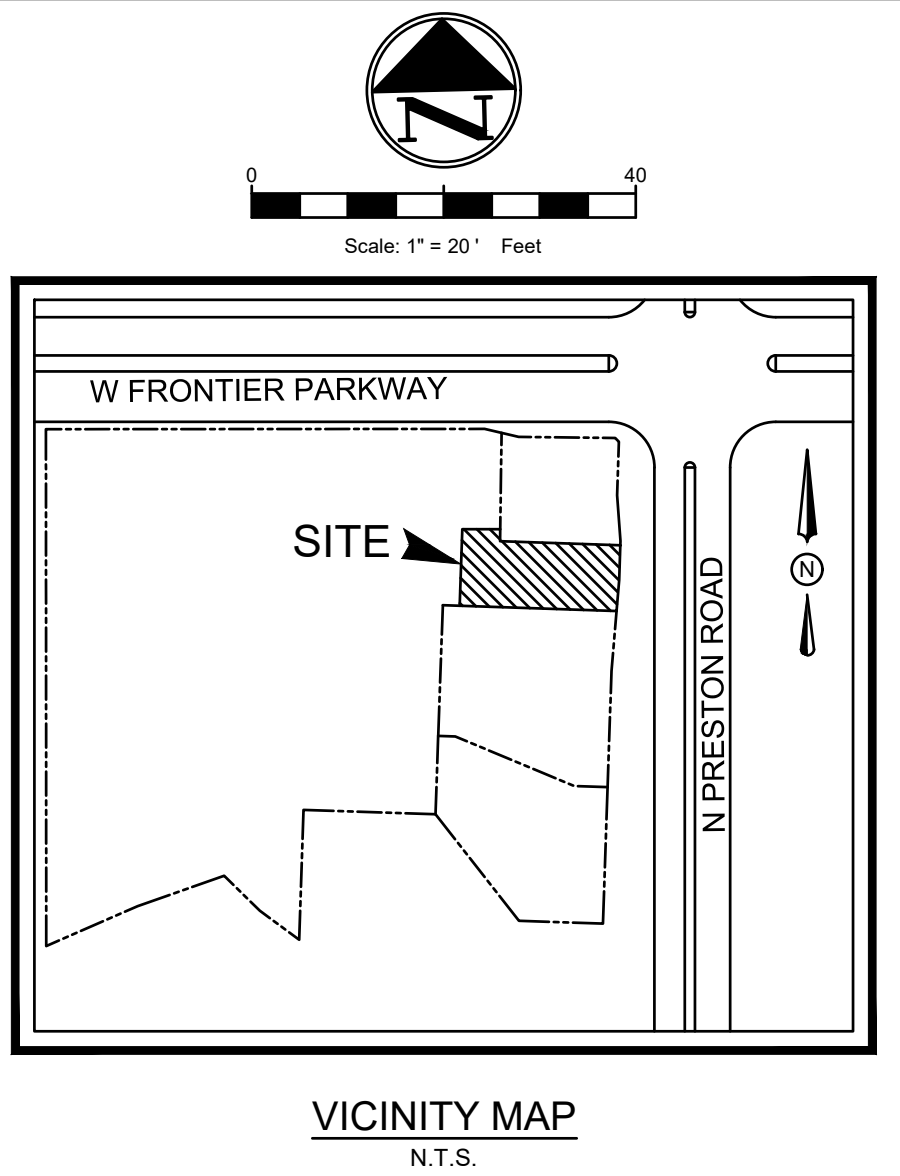 N
0 40
Scale: 1" = 20 ' Feet
W FRONTIER PARKWAY
SITE
N
N PRESTON ROAD
VICINITY MAP
N.T.S.